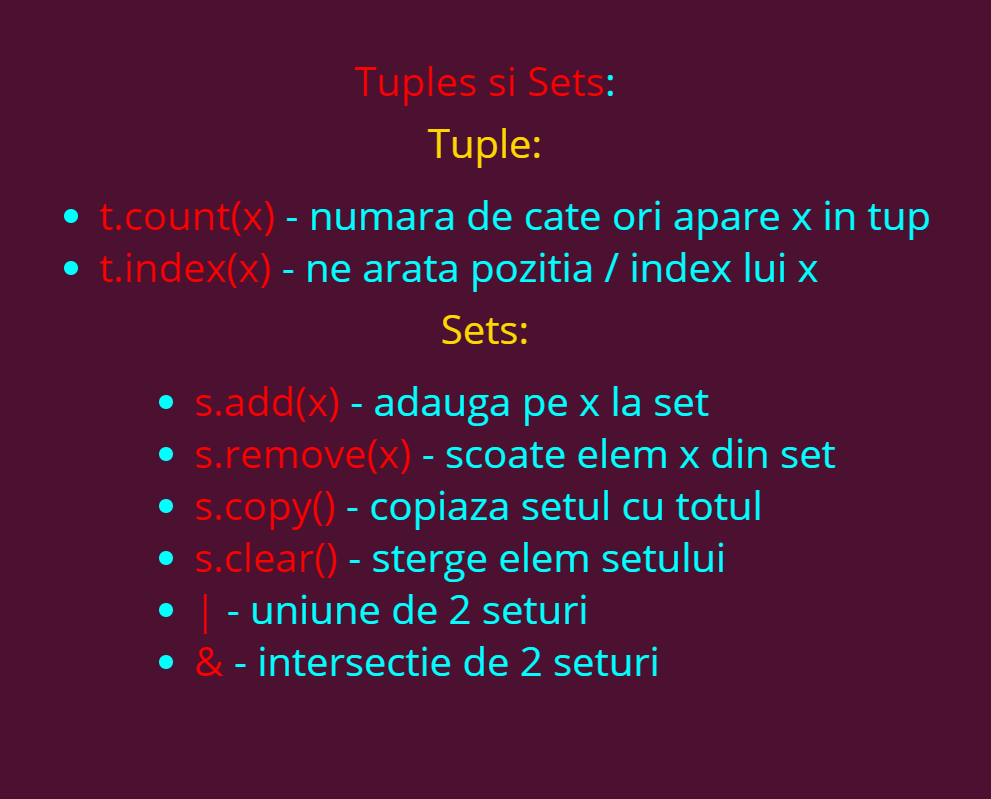 Tuples si Sets:
Tuple:
• t.count(x) - numara de cate ori apare x in tup
• t.index(x) - ne arata pozitia / index lui x
Sets:
• s.add(x) - adauga pe x la set
• s.remove(x) - scoate elem x din set
• s.copy() - copiaza setul cu totul
• s.clear() - sterge elem setului
• | - uniune de 2 seturi
• & - intersectie de 2 seturi